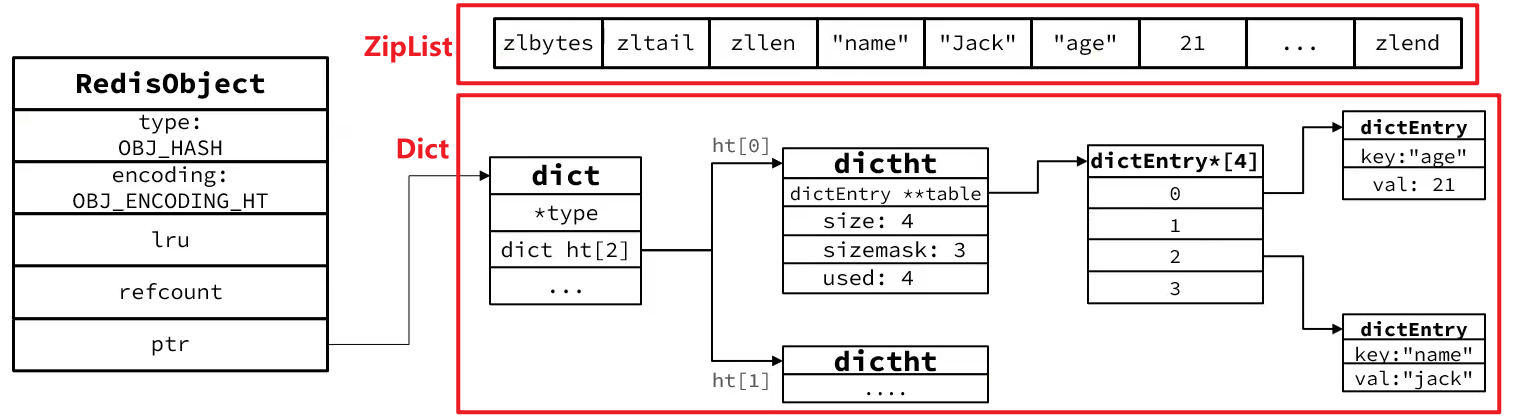 ZipList
zlbytes zltail zllen "name" "Jack" "age" 21 ... zlend
RedisObject
type:
OBJ_HASH
encoding:
OBJ_ENCODING_HT
lru
refcount
ptr
Dict
dict
*type
dict ht[2]
...
ht[0]
dictht
dictEntry **table
size: 4
sizemask: 3
used: 4
ht[1]
dictht
....
dictEntry*[4]
0
1
2
3
dictEntry
key:"age"
val: 21
dictEntry
key:"name"
val:"jack"